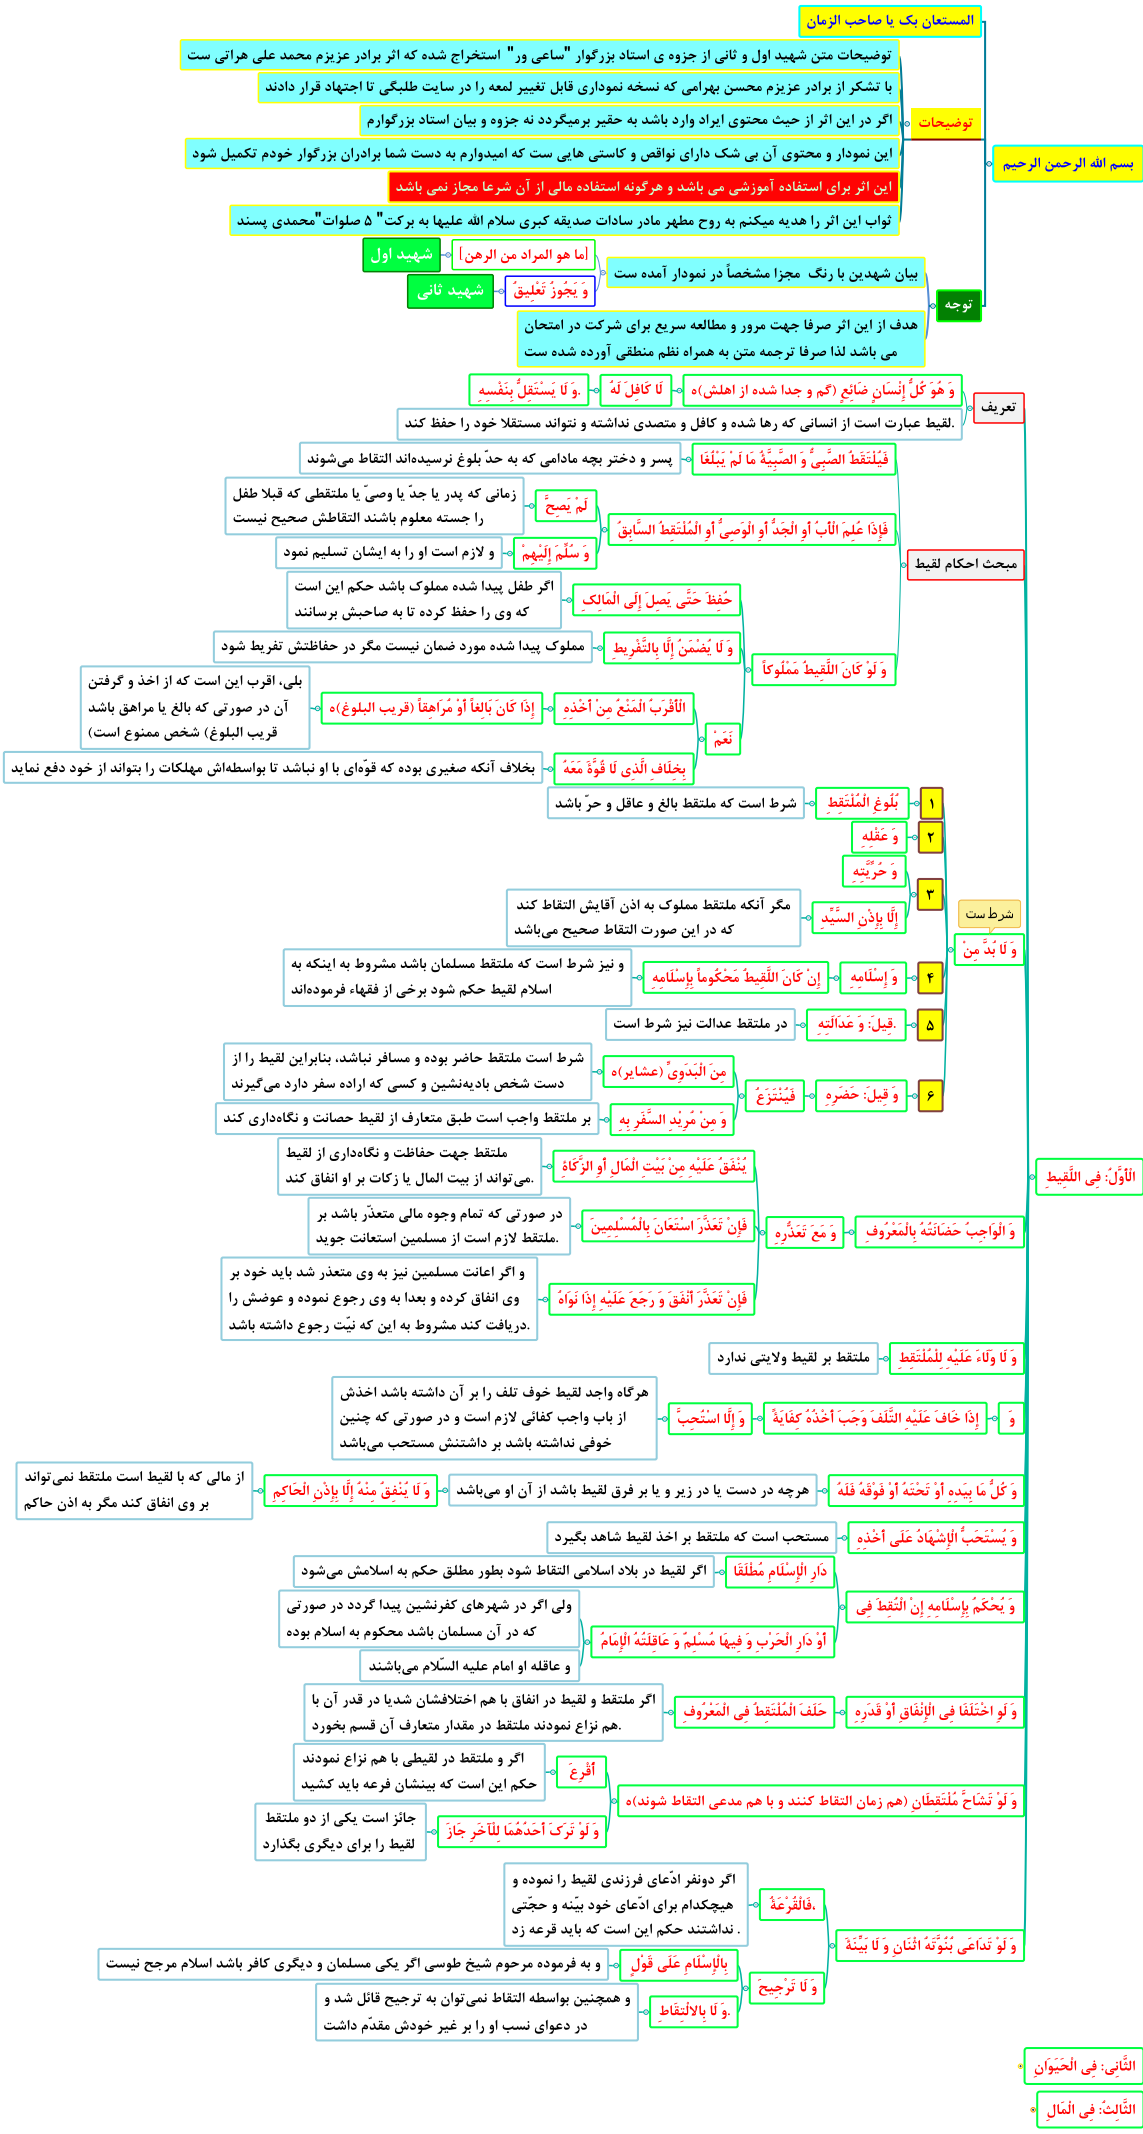 المستعان بک یا صاحب الزمان
توضیحات متن شهید اول و ثانی از جزوه ی استاد بزرگوار "ساعی ور" استخراج شده که اثر برادر عزیزم محمد علی هراتی ست
با تشکر از برادر عزیزم محسن بهرامی که نسخه نموداری قابل تغییر لمعه را در سایت طلبگی تا اجتهاد قرار دادند
توضیحات
اگر در این اثر از حیث محتوی ایراد وارد باشد به حقیر برمیگردد نه جزوه و بیان استاد بزرگوارم
این نمودار و محتوی آن بی شک دارای نواقص و کاستی هایی ست که امیدوارم به دست شما برادران بزرگوار خودم تکمیل شود
بسم الله الرحمن الرحیم
این اثر برای استفاده آموزشی می باشد و هرگونه استفاده مالی از آن شرعا مجاز نمی باشد
ثواب این اثر را هدیه میکنم به روح مطهر مادر سادات صدیقه کبری سلام الله علیها به برکت" ۵ صلوات"محمدی پسند
[ما هو المراد من الرهن]
شهید اول
بیان شهدین با رنگ مجزا مشخصاً در نمودار آمده ست
وَ یَجُوزُ تَعْلِیقُ
شهید ثانی
توجه
هدف از این اثر صرفا جهت مرور و مطالعه سریع برای شرکت در امتحان
می باشد لذا صرفا ترجمه متن به همراه نظم منطقی آورده شده ست
تعریف
وَ هُوَ کُلُّ إِنْسَانٍ ضَائِعٍ (گم و جدا شده از اهلش)ه
لَا کَافِلَ لَهُ
.وَ لَا یَسْتَقِلُّ بِنَفْسِهِ
.لقیط عبارت است از انسانی که رها شده و کافل و متصدی نداشته و نتواند مستقلا خود را حفظ کند
فَیُلْتَقَطُ الصَّبِیُّ وَ الصَّبِیَّةُ مَا لَمْ یَبْلُغَا
پسر و دختر بچه مادامی که به حدّ بلوغ نرسیده‌اند التقاط می‌شوند
مبحث احکام لقیط
فَإِذَا عُلِمَ الْأَبُ أَوِ الْجَدُّ أَوِ الْوَصِیُّ أَوِ الْمُلْتَقِطُ السَّابِقُ
لَمْ یَصِحَّ
زمانی که پدر یا جدّ یا وصیّ یا ملتقطی که قبلا طفل
را جسته معلوم باشند التقاطش صحیح نیست
وَ سُلِّمَ إِلَیْهِمْ
و لازم است او را به ایشان تسلیم نمود
وَ لَوْ کَانَ اللَّقِیطُ مَمْلُوکاً
حُفِظَ حَتَّی یَصِلَ إِلَی الْمَالِکِ
اگر طفل پیدا شده مملوک باشد حکم این است
که وی را حفظ کرده تا به صاحبش برسانند
وَ لَا یُضْمَنُ إِلَّا بِالتَّفْرِیطِ
مملوک پیدا شده مورد ضمان نیست مگر در حفاظتش تفریط شود
نَعَمْ
الْأَقْرَبُ الْمَنْعُ مِنْ أَخْذِهِ
إِذَا کَانَ بَالِغاً أَوْ مُرَاهِقاً (قریب البلوغ)ه
بلی، اقرب این است که از اخذ و گرفتن
آن در صورتی که بالغ یا مراهق باشد
قریب البلوغ) شخص ممنوع است)
بِخِلَافِ الَّذِی لَا قُوَّةَ مَعَهُ
بخلاف آنکه صغیری بوده که قوّه‌ای با او نباشد تا بواسطه‌اش مهلکات را بتواند از خود دفع نماید
شرط ست
وَ لَا بُدَّ مِنْ
۱
بُلُوغِ الْمُلْتَقِطِ
شرط است که ملتقط بالغ و عاقل و حرّ باشد
۲
وَ عَقْلِهِ
۳
وَ حُرِّیَّتِهِ
إِلَّا بِإِذْنِ السَّیِّدِ
مگر آنکه ملتقط مملوک به اذن آقایش التقاط کند
که در این صورت التقاط صحیح می‌باشد
۴
وَ إِسْلَامِهِ
إِنْ کَانَ اللَّقِیطُ مَحْکُوماً بِإِسْلَامِهِ
و نیز شرط است که ملتقط مسلمان باشد مشروط به اینکه به
اسلام لقیط حکم شود برخی از فقهاء فرموده‌اند
۵
.قِیلَ: وَ عَدَالَتِهِ
در ملتقط عدالت نیز شرط است
۶
وَ قِیلَ: حَضَرِهِ
فَیُنْتَزَعُ
مِنَ الْبَدَوِیِّ (عشایر)ه
شرط است ملتقط حاضر بوده و مسافر نباشد، بنابراین لقیط را از
دست شخص بادیه‌نشین و کسی که اراده سفر دارد می‌گیرند
وَ مِنْ مُرِیْدِ السَّفَرِ بِهِ
بر ملتقط واجب است طبق متعارف از لقیط حضانت و نگاه‌داری کند
الْأَوَّلُ: فِی اللَّقِیطِ
وَ الْوَاجِبُ حَضَانَتُهُ بِالْمَعْرُوفِ
وَ مَعَ تَعَذُّرِهِ
یُنْفَقُ عَلَیْهِ مِنْ بَیْتِ الْمَالِ أَوِ الزَّکَاةِ
ملتقط جهت حفاظت و نگاه‌داری از لقیط
.می‌تواند از بیت المال یا زکات بر او انفاق کند
فَإِنْ تَعَذَّرَ اسْتَعَانَ بِالْمُسْلِمِینَ
در صورتی که تمام وجوه مالی متعذّر باشد بر
.ملتقط لازم است از مسلمین استعانت جوید
فَإِنْ تَعَذَّرَ أَنْفَقَ وَ رَجَعَ عَلَیْهِ إِذَا نَوَاهُ
و اگر اعانت مسلمین نیز به وی متعذر شد باید خود بر
وی انفاق کرده و بعدا به وی رجوع نموده و عوضش را
.دریافت کند مشروط به این که نیّت رجوع داشته باشد
وَ لَا وَلَاءَ عَلَیْهِ لِلْمُلْتَقِطِ
ملتقط بر لقیط ولایتی ندارد
وَ
إِذَا خَافَ عَلَیْهِ التَّلَفَ وَجَبَ أَخْذُهُ کِفَایَةً
وَ إِلَّا اسْتُحِبَّ
هرگاه واجد لقیط خوف تلف را بر آن داشته باشد اخذش
از باب واجب کفائی لازم است و در صورتی که چنین
خوفی نداشته باشد بر داشتنش مستحب می‌باشد
وَ کُلُّ مَا بِیَدِهِ أَوْ تَحْتَهُ أَوْ فَوْقَهُ فَلَهُ
هرچه در دست یا در زیر و یا بر فرق لقیط باشد از آن او می‌باشد
وَ لَا یُنْفِقُ مِنْهُ إِلَّا بِإِذْنِ الْحَاکِمِ
از مالی که با لقیط است ملتقط نمی‌تواند
بر وی انفاق کند مگر به اذن حاکم
وَ یُسْتَحَبُّ الْإِشْهَادُ عَلَی أَخْذِهِ
مستحب است که ملتقط بر اخذ لقیط شاهد بگیرد
وَ یُحْکَمُ بِإِسْلَامِهِ إِنْ الْتُقِطَ فِی
دَارِ الْإِسْلَامِ مُطْلَقَا
اگر لقیط در بلاد اسلامی التقاط شود بطور مطلق حکم به اسلامش می‌شود
أَوْ دَارِ الْحَرْبِ وَ فِیهَا مُسْلِمُ وَ عَاقِلَتُهُ الْإِمَامُ
ولی اگر در شهرهای کفرنشین پیدا گردد در صورتی
که در آن مسلمان باشد محکوم به اسلام بوده
و عاقله او امام علیه السّلام می‌باشند
وَ لَوِ اخْتَلَفَا فِی الْإِنْفَاقِ أَوْ قَدَرِهِ
حَلَفَ الْمُلْتَقِطُ فِی الْمَعْرُوفِ
اگر ملتقط و لقیط در انفاق با هم اختلافشان شدیا در قدر آن با
.هم نزاع نمودند ملتقط در مقدار متعارف آن قسم بخورد
وَ لَوْ تَشَاحَّ مُلْتَقِطَانِ (هم زمان التقاط کنند و با هم مدعی التقاط شوند)ه
أُقْرِعَ
اگر و ملتقط در لقیطی با هم نزاع نمودند
حکم این است که بینشان قرعه باید کشید
وَ لَوْ تَرَکَ أَحَدُهُمَا لِلْآخَرِ جَازَ
جائز است یکی از دو ملتقط
لقیط را برای دیگری بگذارد
وَ لَوْ تَدَاعَی بُنُوَّتَهُ اثْنَانِ وَ لَا بَیِّنَةَ
،فَالْقُرْعَةُ
اگر دونفر ادّعای فرزندی لقیط را نموده و
هیچکدام برای ادّعای خود بیّنه و حجّتی
. نداشتند حکم این است که باید قرعه زد
وَ لَا تَرْجِیحَ
بِالْإِسْلَامِ عَلَی قَوْلٍ
و به فرموده مرحوم شیخ طوسی اگر یکی مسلمان و دیگری کافر باشد اسلام مرجح نیست
.وَ لَا بِالالْتِقَاطِ
و همچنین بواسطه التقاط نمی‌توان به ترجیح قائل شد و
در دعوای نسب او را بر غیر خودش مقدّم داشت
الثَّانِی: فِی الْحَیَوَانِ
الثَّالِثُ: فِی الْمَالِ